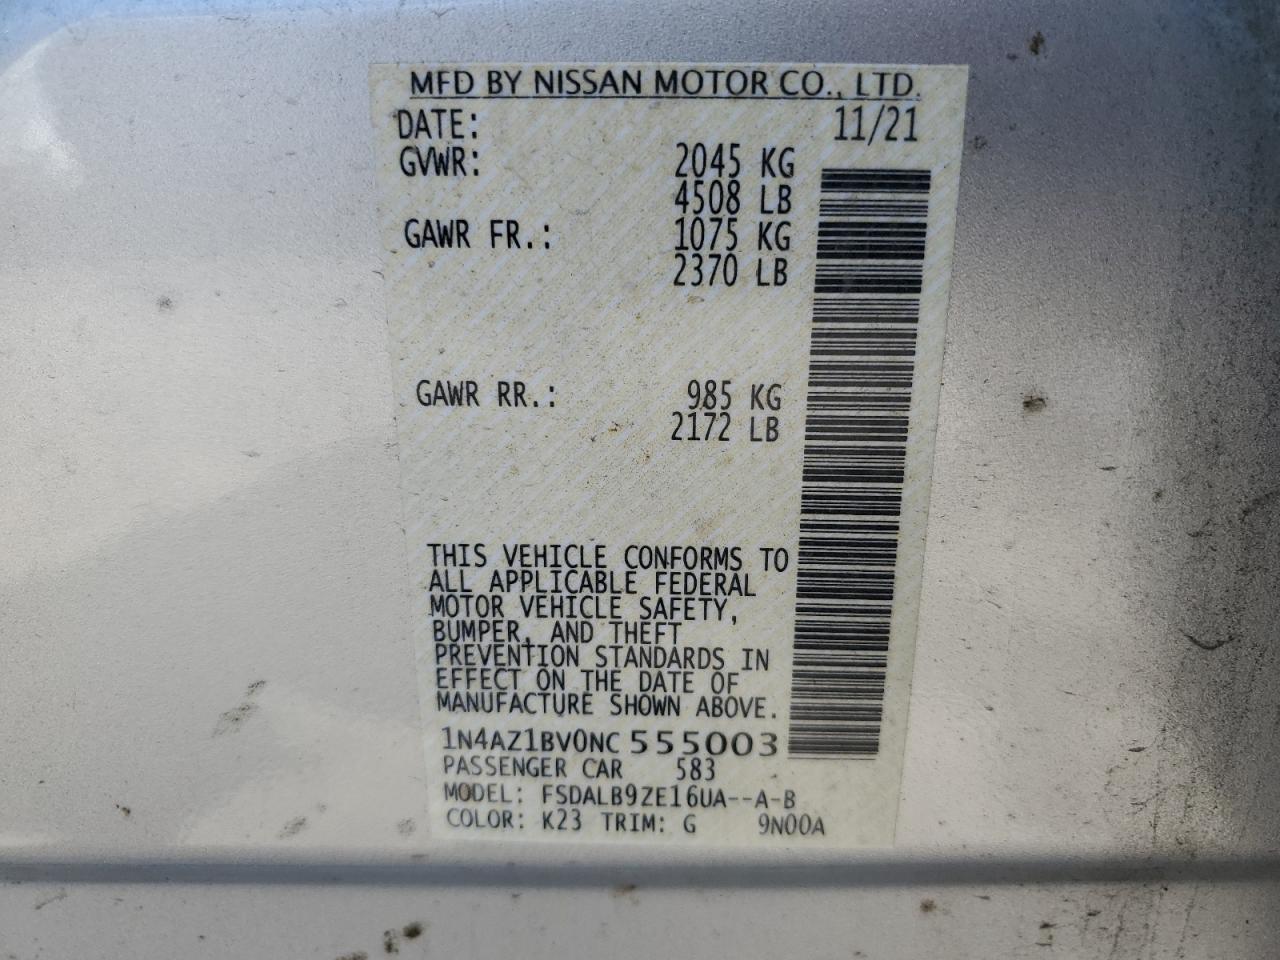 MFD BY NISSAN MOTOR CO., LTD.
DATE: 11/21
GVWR: 2045 KG
4508 LB
GAWR FR.: 1075 KG
2370 LB
GAWR RR.: 985 KG
2172 LB
THIS VEHICLE CONFORMS TO
ALL APPLICABLE FEDERAL
MOTOR VEHICLE SAFETY,
BUMPER, AND THEFT
PREVENTION STANDARDS IN
EFFECT ON THE DATE OF
MANUFACTURE SHOWN ABOVE.
1N4AZ1BV0NC555003
PASSENGER CAR 583
MODEL: FSDALB9ZE16UA--A-B
COLOR: K23 TRIM: G 9N00A